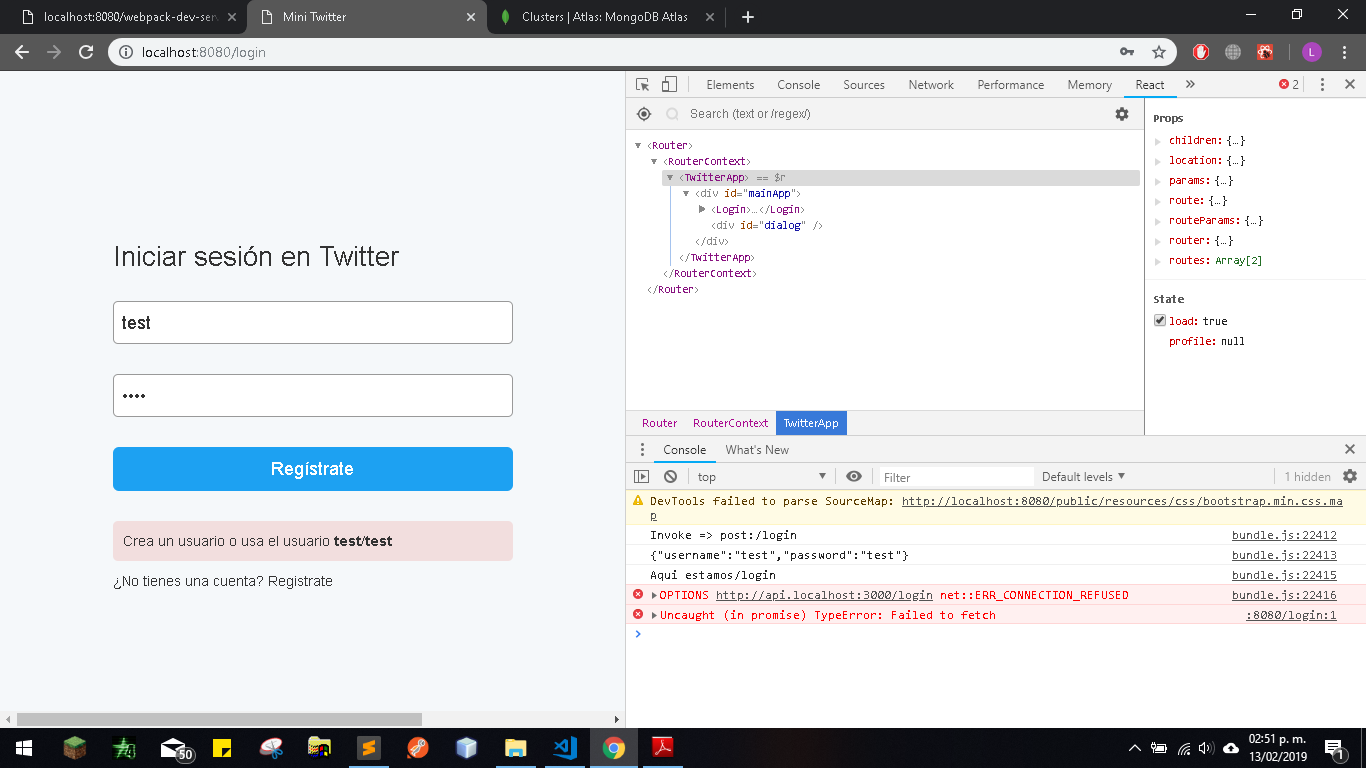 localhost:8080/webpack-dev-ser
Mini Twitter
Clusters | Atlas: MongoDB Atlas
localhost:8080/login
L
Elements Console Sources Network Performance Memory React » 2
Search (text or /regex/)
<Router>
<RouterContext>
<TwitterApp> == $r
<div id="mainApp">
<Login>…</Login>
<div id="dialog" />
</div>
</TwitterApp>
</RouterContext>
</Router>
Props
children: {…}
location: {…}
params: {…}
route: {…}
routeParams: {…}
router: {…}
routes: Array[2]
State
load: true
profile: null
Router RouterContext TwitterApp
Iniciar sesión en Twitter
test
••••
Regístrate
Crea un usuario o usa el usuario test/test
¿No tienes una cuenta? Registrate
Console What's New
top Filter Default levels 1 hidden
DevTools failed to parse SourceMap: http://localhost:8080/public/resources/css/bootstrap.min.css.ma
p
Invoke => post:/login bundle.js:22412
{"username":"test","password":"test"} bundle.js:22413
Aqui estamos/login bundle.js:22415
OPTIONS http://api.localhost:3000/login net::ERR_CONNECTION_REFUSED bundle.js:22416
Uncaught (in promise) TypeError: Failed to fetch :8080/login:1
50
02:51 p. m.
13/02/2019
1